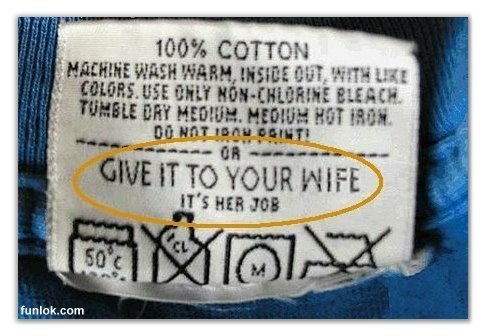 100% COTTON
MACHINE WASH WARM, INSIDE OUT, WITH LIKE
COLORS. USE ONLY NON-CHLORINE BLEACH.
TUMBLE DRY MEDIUM. MEDIUM HOT IRON.
DO NOT IRON PRINT!
OR
GIVE IT TO YOUR WIFE
IT'S HER JOB
CL
50°C
M
funlok.com